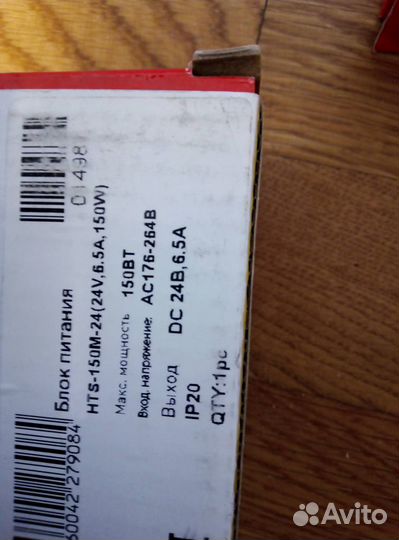 01498
Блок питания
HTS-150M-24(24V,6.5A,150W)
Макс. мощность 150ВТ
Вход. напряжение: AC176-264В
Выход DC 24В,6.5А
IP20
QTY:1pc
60042 279084
Avito